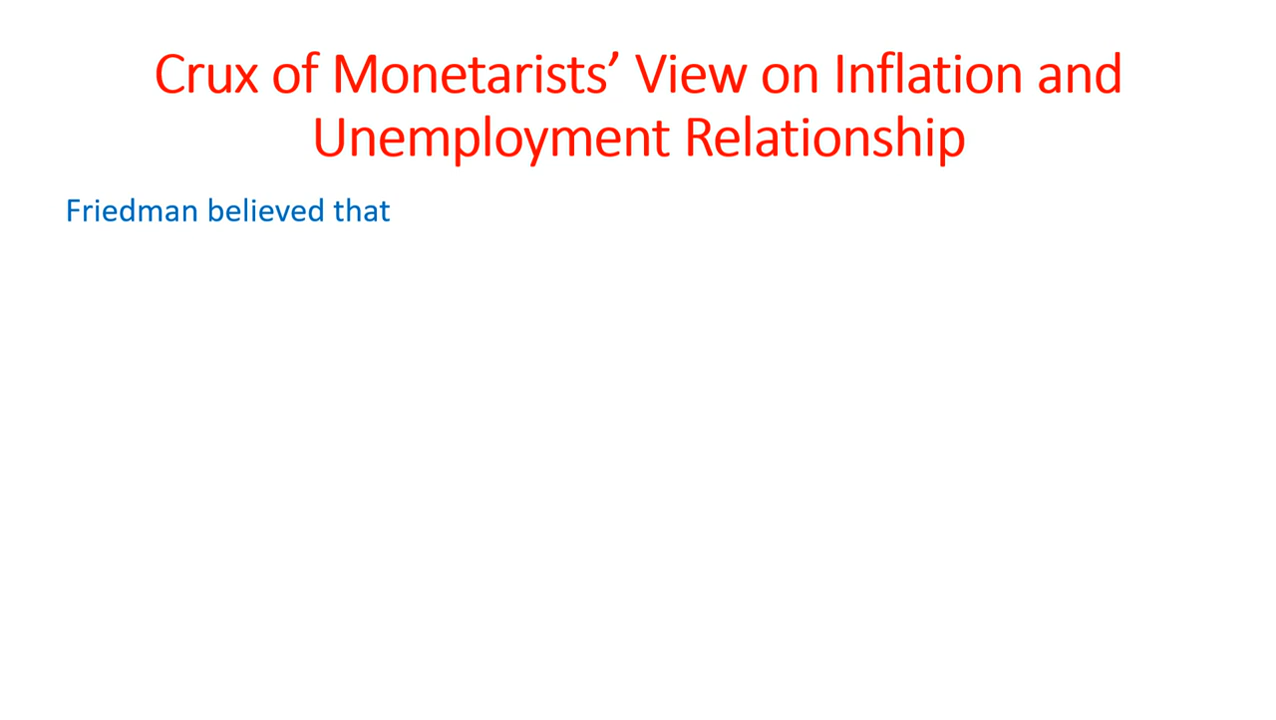 Crux of Monetarists’ View on Inflation and
Unemployment Relationship
Friedman believed that